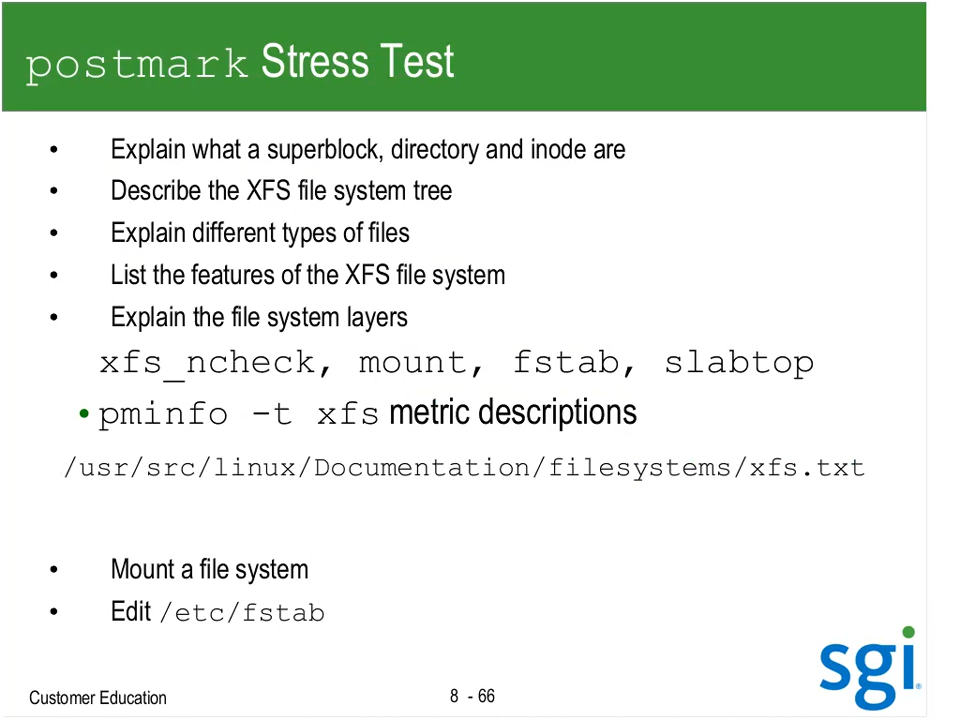 postmark Stress Test
• Explain what a superblock, directory and inode are
• Describe the XFS file system tree
• Explain different types of files
• List the features of the XFS file system
• Explain the file system layers
xfs_ncheck, mount, fstab, slabtop
• pminfo -t xfs metric descriptions
/usr/src/linux/Documentation/filesystems/xfs.txt
• Mount a file system
• Edit /etc/fstab
sgi®
Customer Education
8 - 66